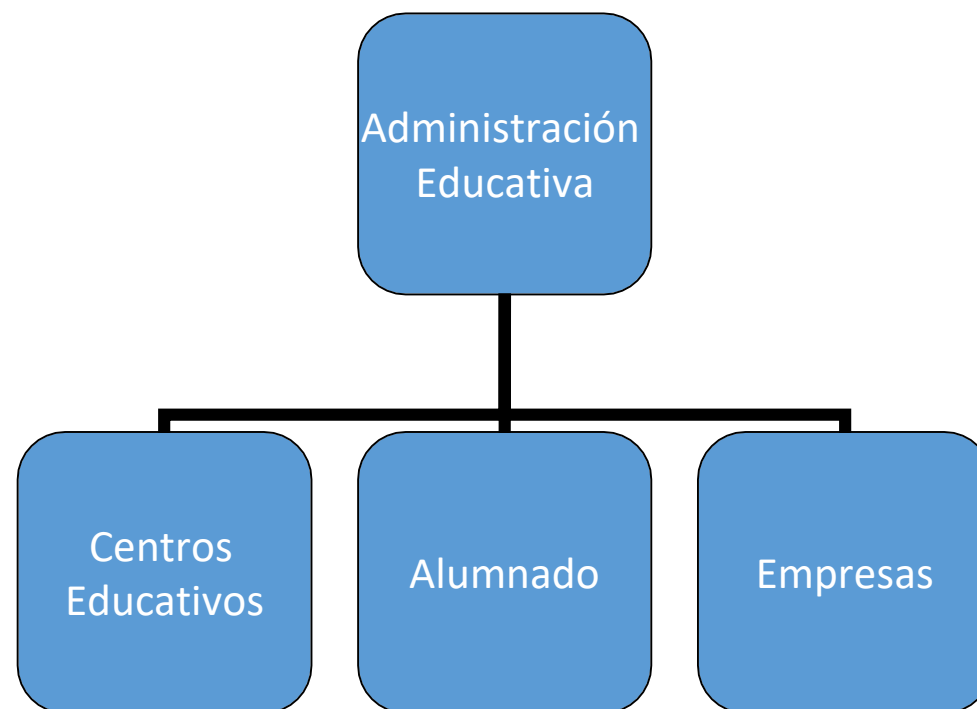 Administración
Educativa
Centros
Educativos
Alumnado
Empresas